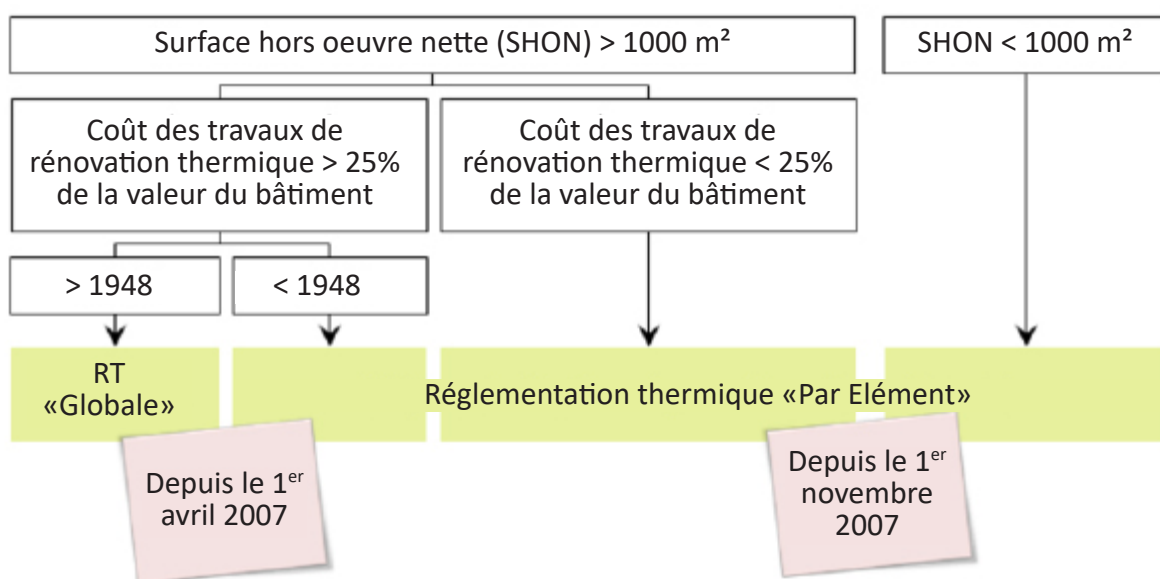 Surface hors oeuvre nette (SHON) > 1000 m²
SHON < 1000 m²
Coût des travaux de
rénovation thermique > 25%
de la valeur du bâtiment
Coût des travaux de
rénovation thermique < 25%
de la valeur du bâtiment
> 1948
< 1948
RT
«Globale»
Réglementation thermique «Par Elément»
Depuis le 1er
avril 2007
Depuis le 1er
novembre
2007